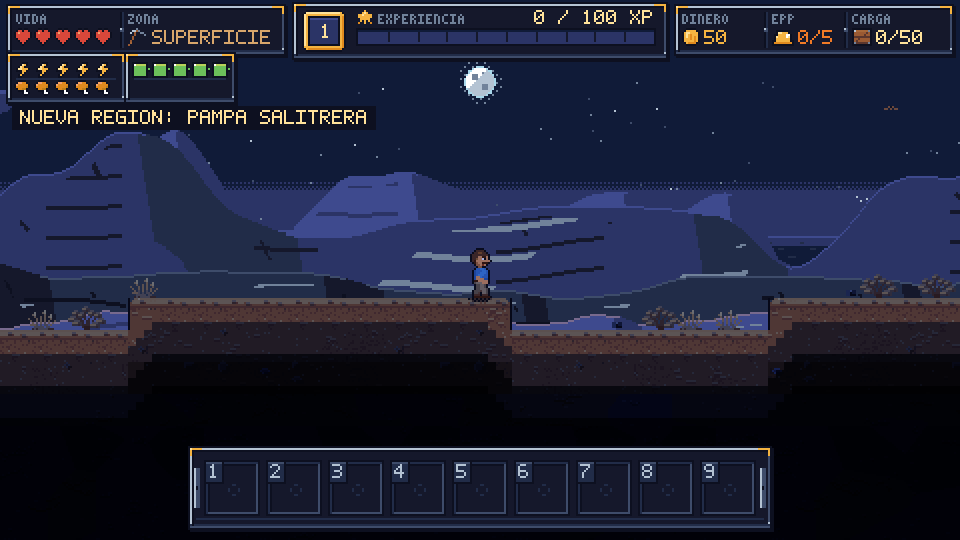 VIDA
ZONA
SUPERFICIE
1
EXPERIENCIA
0 / 100 XP
DINERO
50
EPP
0/5
CARGA
0/50
NUEVA REGION: PAMPA SALITRERA
1 2 3 4 5 6 7 8 9